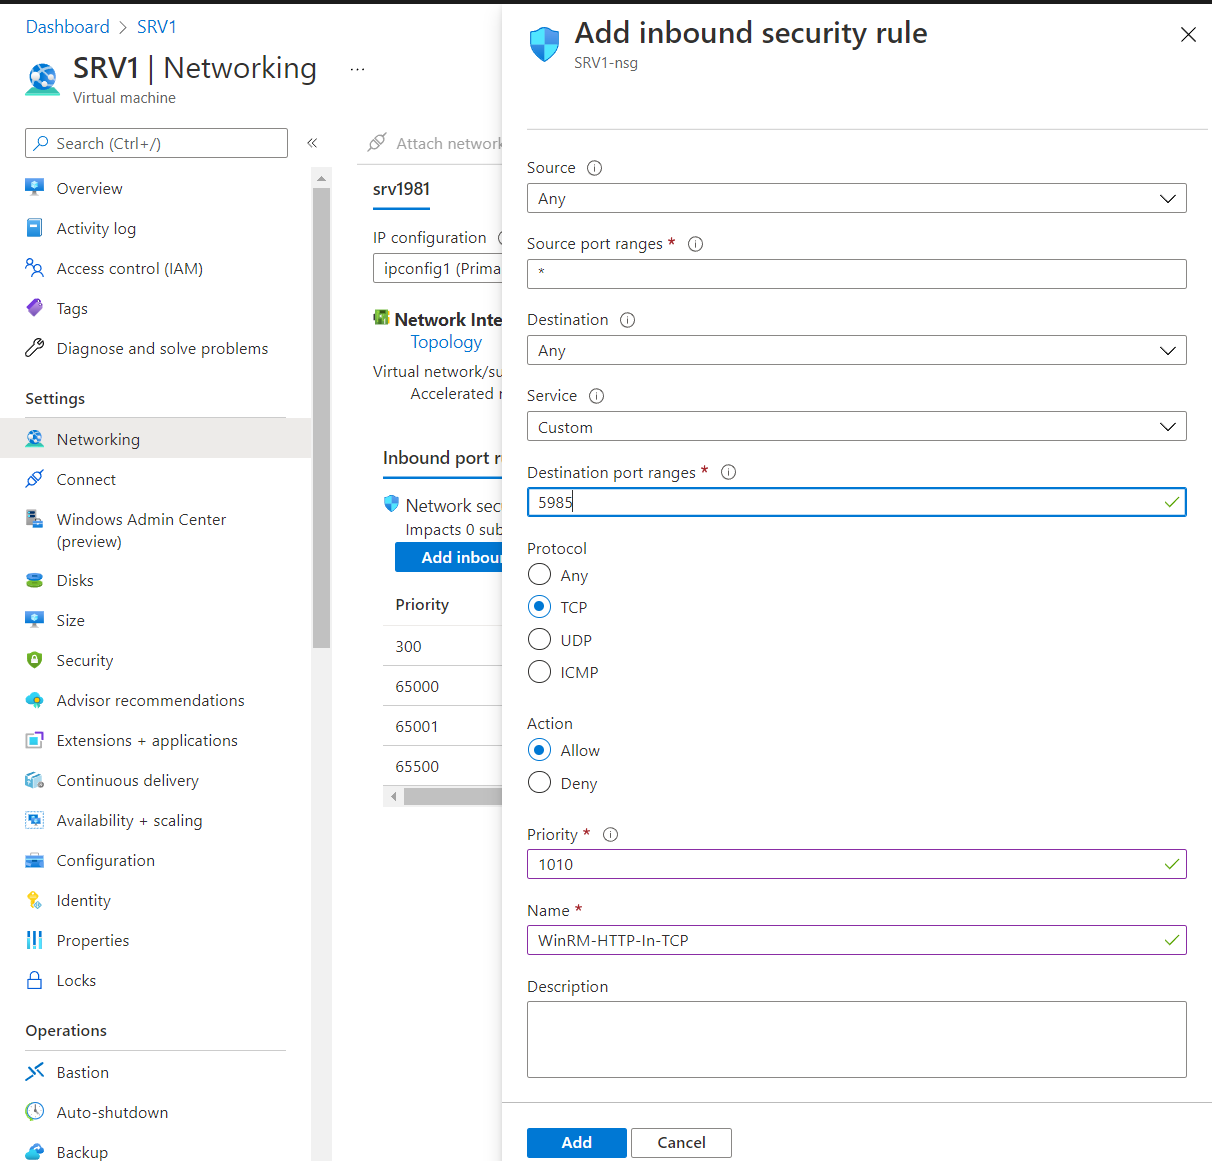 Dashboard > SRV1
SRV1 | Networking ...
Virtual machine
Search (Ctrl+/)
«
Overview
Activity log
Access control (IAM)
Tags
Diagnose and solve problems
Settings
Networking
Connect
Windows Admin Center
(preview)
Disks
Size
Security
Advisor recommendations
Extensions + applications
Continuous delivery
Availability + scaling
Configuration
Identity
Properties
Locks
Operations
Bastion
Auto-shutdown
Backup
Attach network
srv1981
IP configuration
ipconfig1 (Prima
Network Inte
Topology
Virtual network/su
Accelerated n
Inbound port r
Network sec
Impacts 0 sub
Add inbour
Priority
300
65000
65001
65500
Add inbound security rule
SRV1-nsg
Source
Any
Source port ranges *
*
Destination
Any
Service
Custom
Destination port ranges *
5985
Protocol
Any
TCP
UDP
ICMP
Action
Allow
Deny
Priority *
1010
Name *
WinRM-HTTP-In-TCP
Description
Add
Cancel